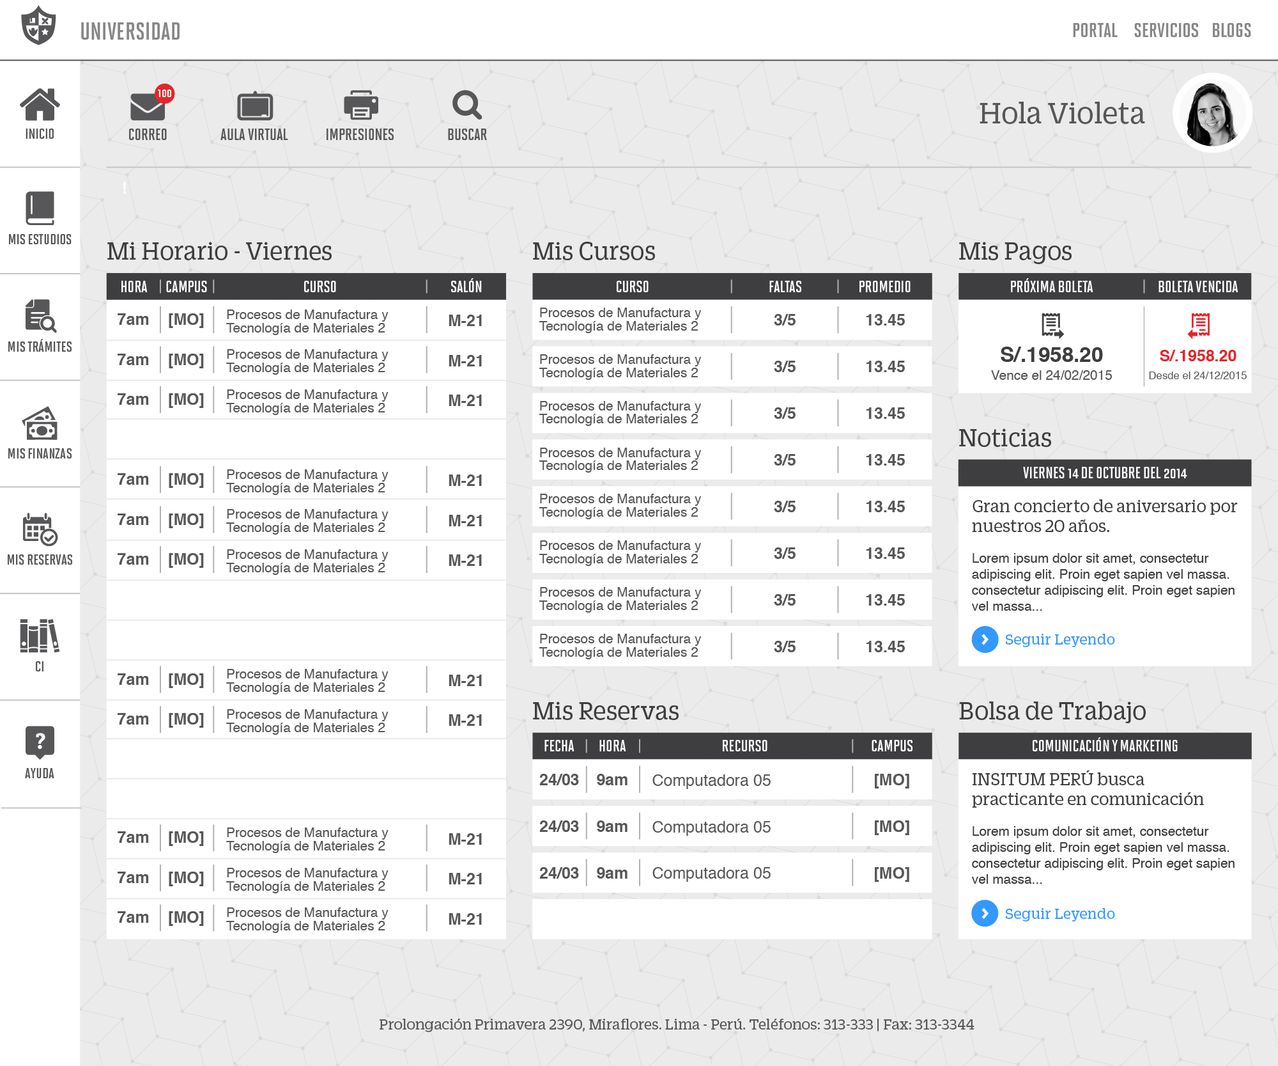 UNIVERSIDAD
PORTAL SERVICIOS BLOGS
INICIO
MIS ESTUDIOS
MIS TRÁMITES
MIS FINANZAS
MIS RESERVAS
CI
AYUDA
100
CORREO AULA VIRTUAL IMPRESIONES BUSCAR
Hola Violeta
!
Mi Horario - Viernes
HORA | CAMPUS | CURSO | SALÓN
7am [MO] Procesos de Manufactura y
Tecnología de Materiales 2 M-21
7am [MO] Procesos de Manufactura y
Tecnología de Materiales 2 M-21
7am [MO] Procesos de Manufactura y
Tecnología de Materiales 2 M-21
7am [MO] Procesos de Manufactura y
Tecnología de Materiales 2 M-21
7am [MO] Procesos de Manufactura y
Tecnología de Materiales 2 M-21
7am [MO] Procesos de Manufactura y
Tecnología de Materiales 2 M-21
7am [MO] Procesos de Manufactura y
Tecnología de Materiales 2 M-21
7am [MO] Procesos de Manufactura y
Tecnología de Materiales 2 M-21
7am [MO] Procesos de Manufactura y
Tecnología de Materiales 2 M-21
7am [MO] Procesos de Manufactura y
Tecnología de Materiales 2 M-21
7am [MO] Procesos de Manufactura y
Tecnología de Materiales 2 M-21
Mis Cursos
CURSO | FALTAS | PROMEDIO
Procesos de Manufactura y
Tecnología de Materiales 2 3/5 13.45
Procesos de Manufactura y
Tecnología de Materiales 2 3/5 13.45
Procesos de Manufactura y
Tecnología de Materiales 2 3/5 13.45
Procesos de Manufactura y
Tecnología de Materiales 2 3/5 13.45
Procesos de Manufactura y
Tecnología de Materiales 2 3/5 13.45
Procesos de Manufactura y
Tecnología de Materiales 2 3/5 13.45
Procesos de Manufactura y
Tecnología de Materiales 2 3/5 13.45
Procesos de Manufactura y
Tecnología de Materiales 2 3/5 13.45
Mis Reservas
FECHA | HORA | RECURSO | CAMPUS
24/03 9am Computadora 05 [MO]
24/03 9am Computadora 05 [MO]
24/03 9am Computadora 05 [MO]
Mis Pagos
PRÓXIMA BOLETA | BOLETA VENCIDA
S/.1958.20 S/.1958.20
Vence el 24/02/2015 Desde el 24/12/2015
Noticias
VIERNES 14 DE OCTUBRE DEL 2014
Gran concierto de aniversario por
nuestros 20 años.
Lorem ipsum dolor sit amet, consectetur
adipiscing elit. Proin eget sapien vel massa.
consectetur adipiscing elit. Proin eget sapien
vel massa...
Seguir Leyendo
Bolsa de Trabajo
COMUNICACIÓN Y MARKETING
INSITUM PERÚ busca
practicante en comunicación
Lorem ipsum dolor sit amet, consectetur
adipiscing elit. Proin eget sapien vel massa.
consectetur adipiscing elit. Proin eget sapien
vel massa...
Seguir Leyendo
Prolongación Primavera 2390, Miraflores. Lima - Perú. Teléfonos: 313-333 | Fax: 313-3344